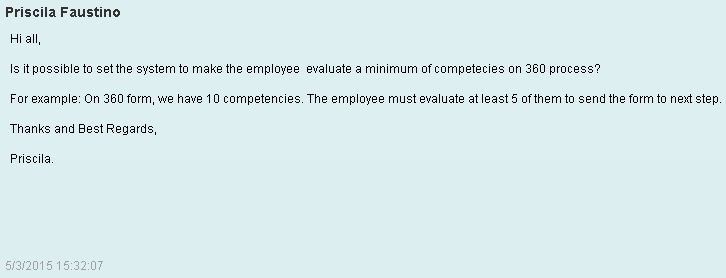 Priscila Faustino
Hi all,
Is it possible to set the system to make the employee  evaluate a minimum of competecies on 360 process?
For example: On 360 form, we have 10 competencies. The employee must evaluate at least 5 of them to send the form to next step.
Thanks and Best Regards,
Priscila.
5/3/2015 15:32:07